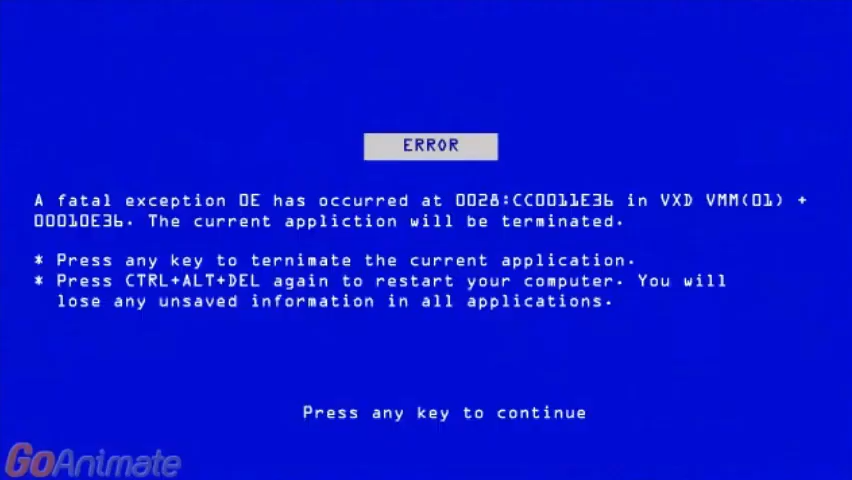 ERROR
A fatal exception 0E has occurred at 0028:CC0011E36 in VXD VMM(01) +
00010E36. The current appliction will be terminated.
* Press any key to ternimate the current application.
* Press CTRL+ALT+DEL again to restart your computer. You will
lose any unsaved information in all applications.
Press any key to continue
GoAnimate